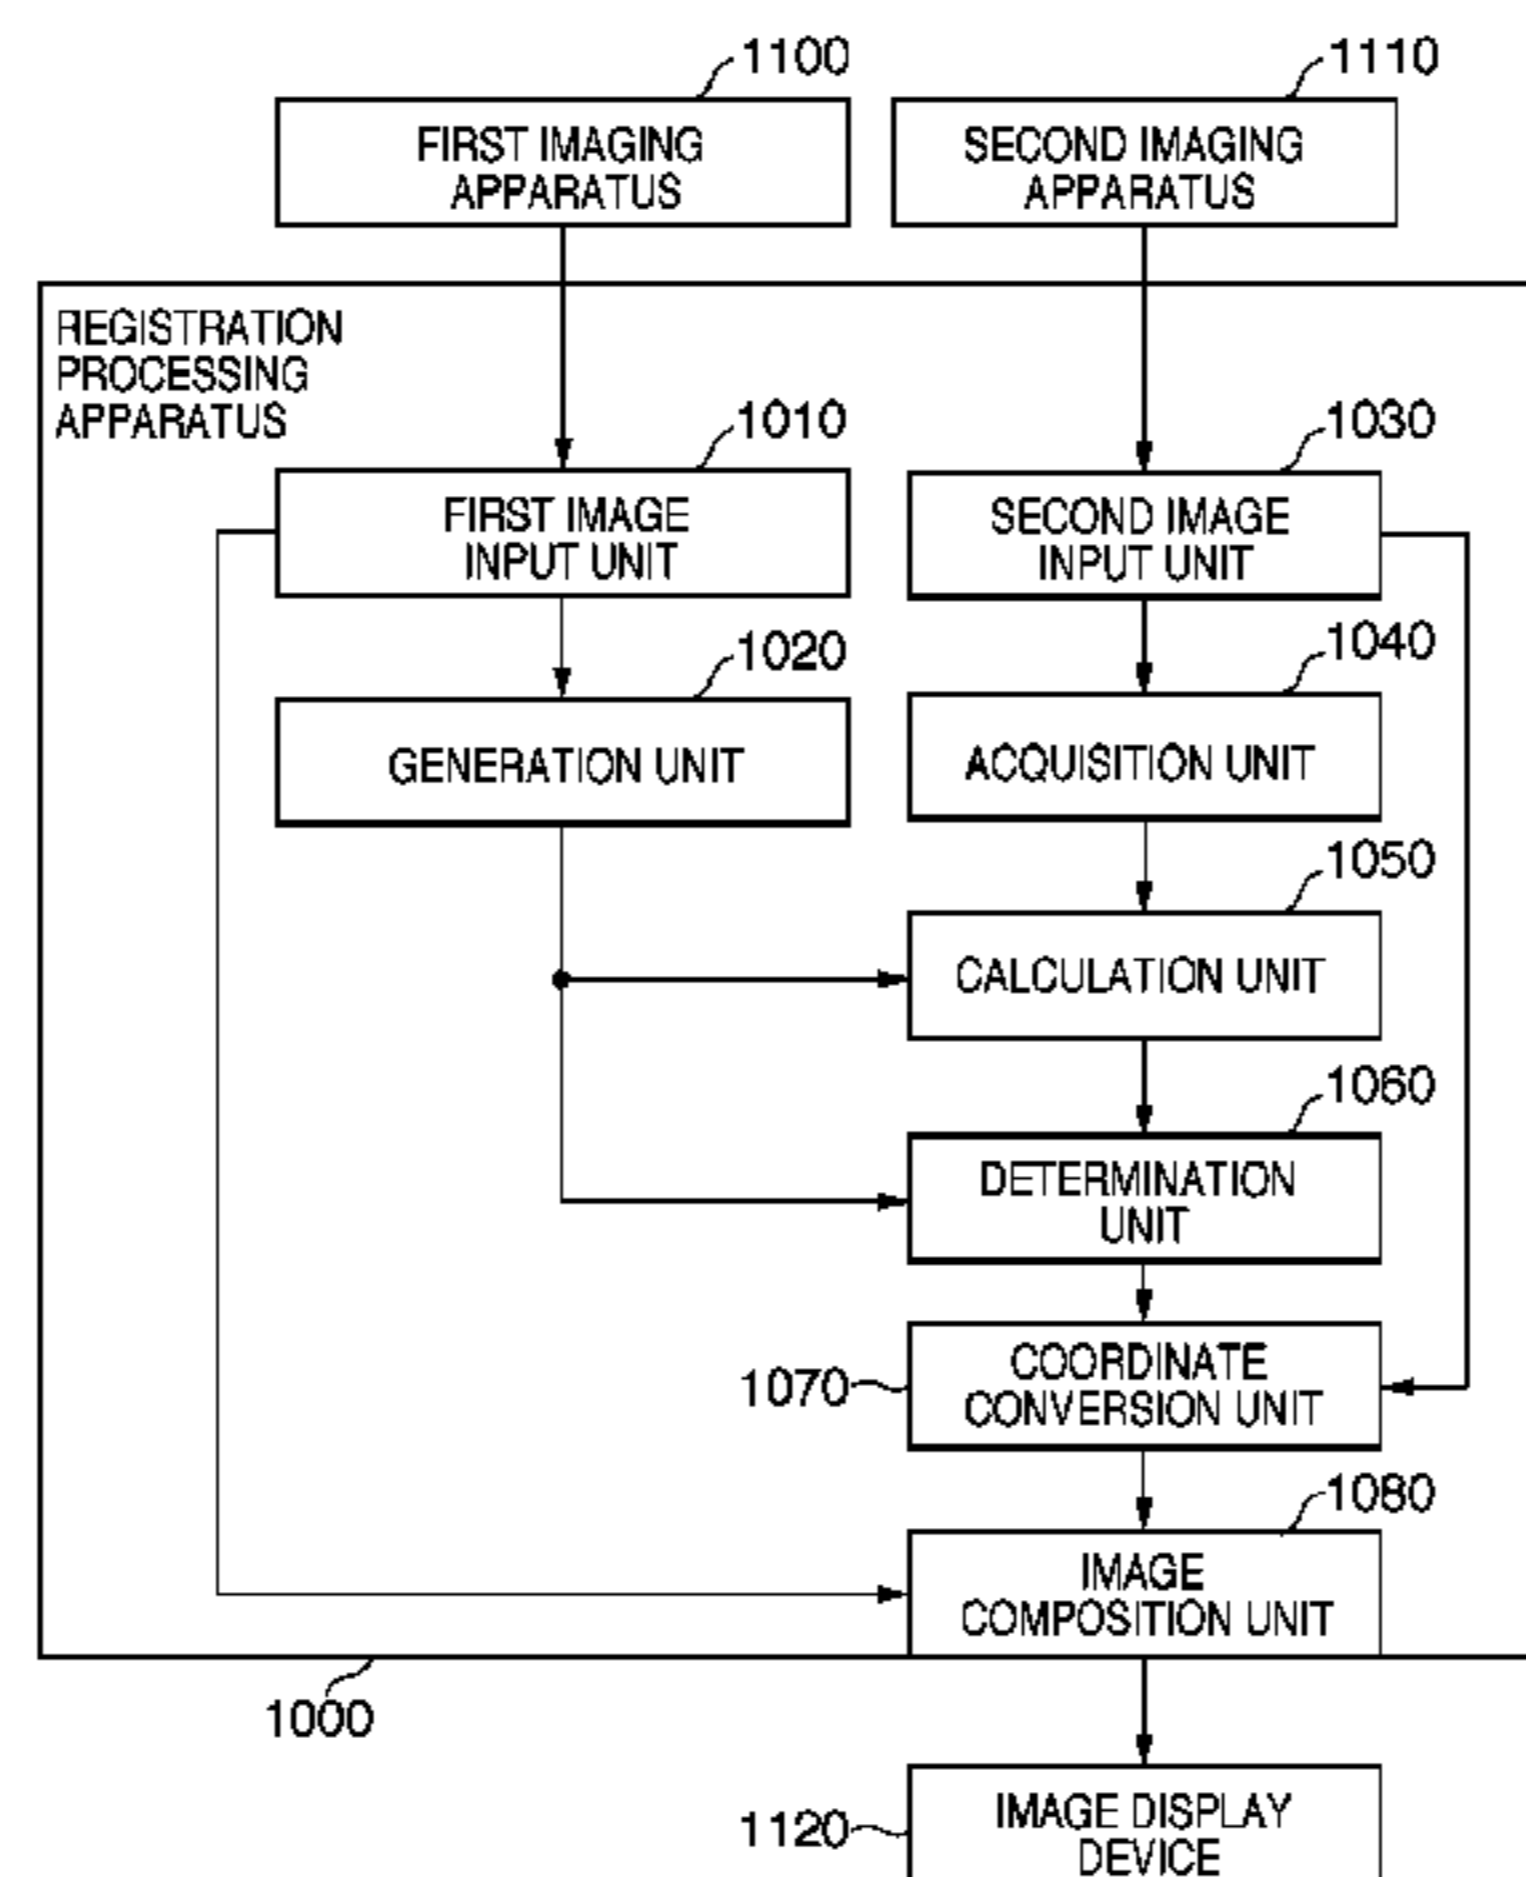 1100
1110
FIRST IMAGING
APPARATUS
SECOND IMAGING
APPARATUS
REGISTRATION
PROCESSING
APPARATUS
1010
1030
FIRST IMAGE
INPUT UNIT
SECOND IMAGE
INPUT UNIT
1020
1040
GENERATION UNIT
ACQUISITION UNIT
1050
CALCULATION UNIT
1060
DETERMINATION
UNIT
1070
COORDINATE
CONVERSION UNIT
1080
IMAGE
COMPOSITION UNIT
1000
1120
IMAGE DISPLAY
DEVICE